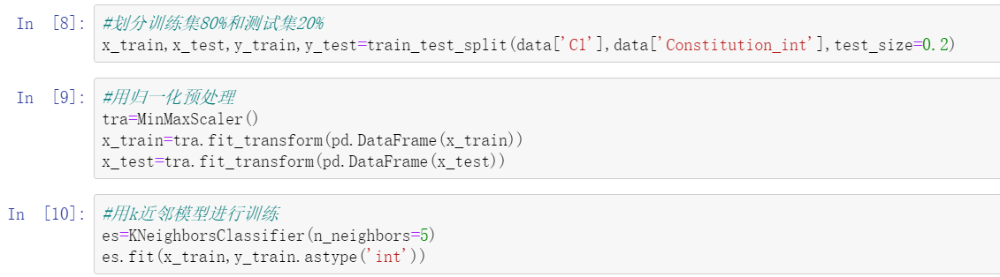 In [8]: #划分训练集80%和测试集20%
x_train,x_test,y_train,y_test=train_test_split(data['Cl'],data['Constitution_int'],test_size=0.2)
In [9]: #用归一化预处理
tra=MinMaxScaler()
x_train=tra.fit_transform(pd.DataFrame(x_train))
x_test=tra.fit_transform(pd.DataFrame(x_test))
In [10]: #用k近邻模型进行训练
es=KNeighborsClassifier(n_neighbors=5)
es.fit(x_train,y_train.astype('int'))